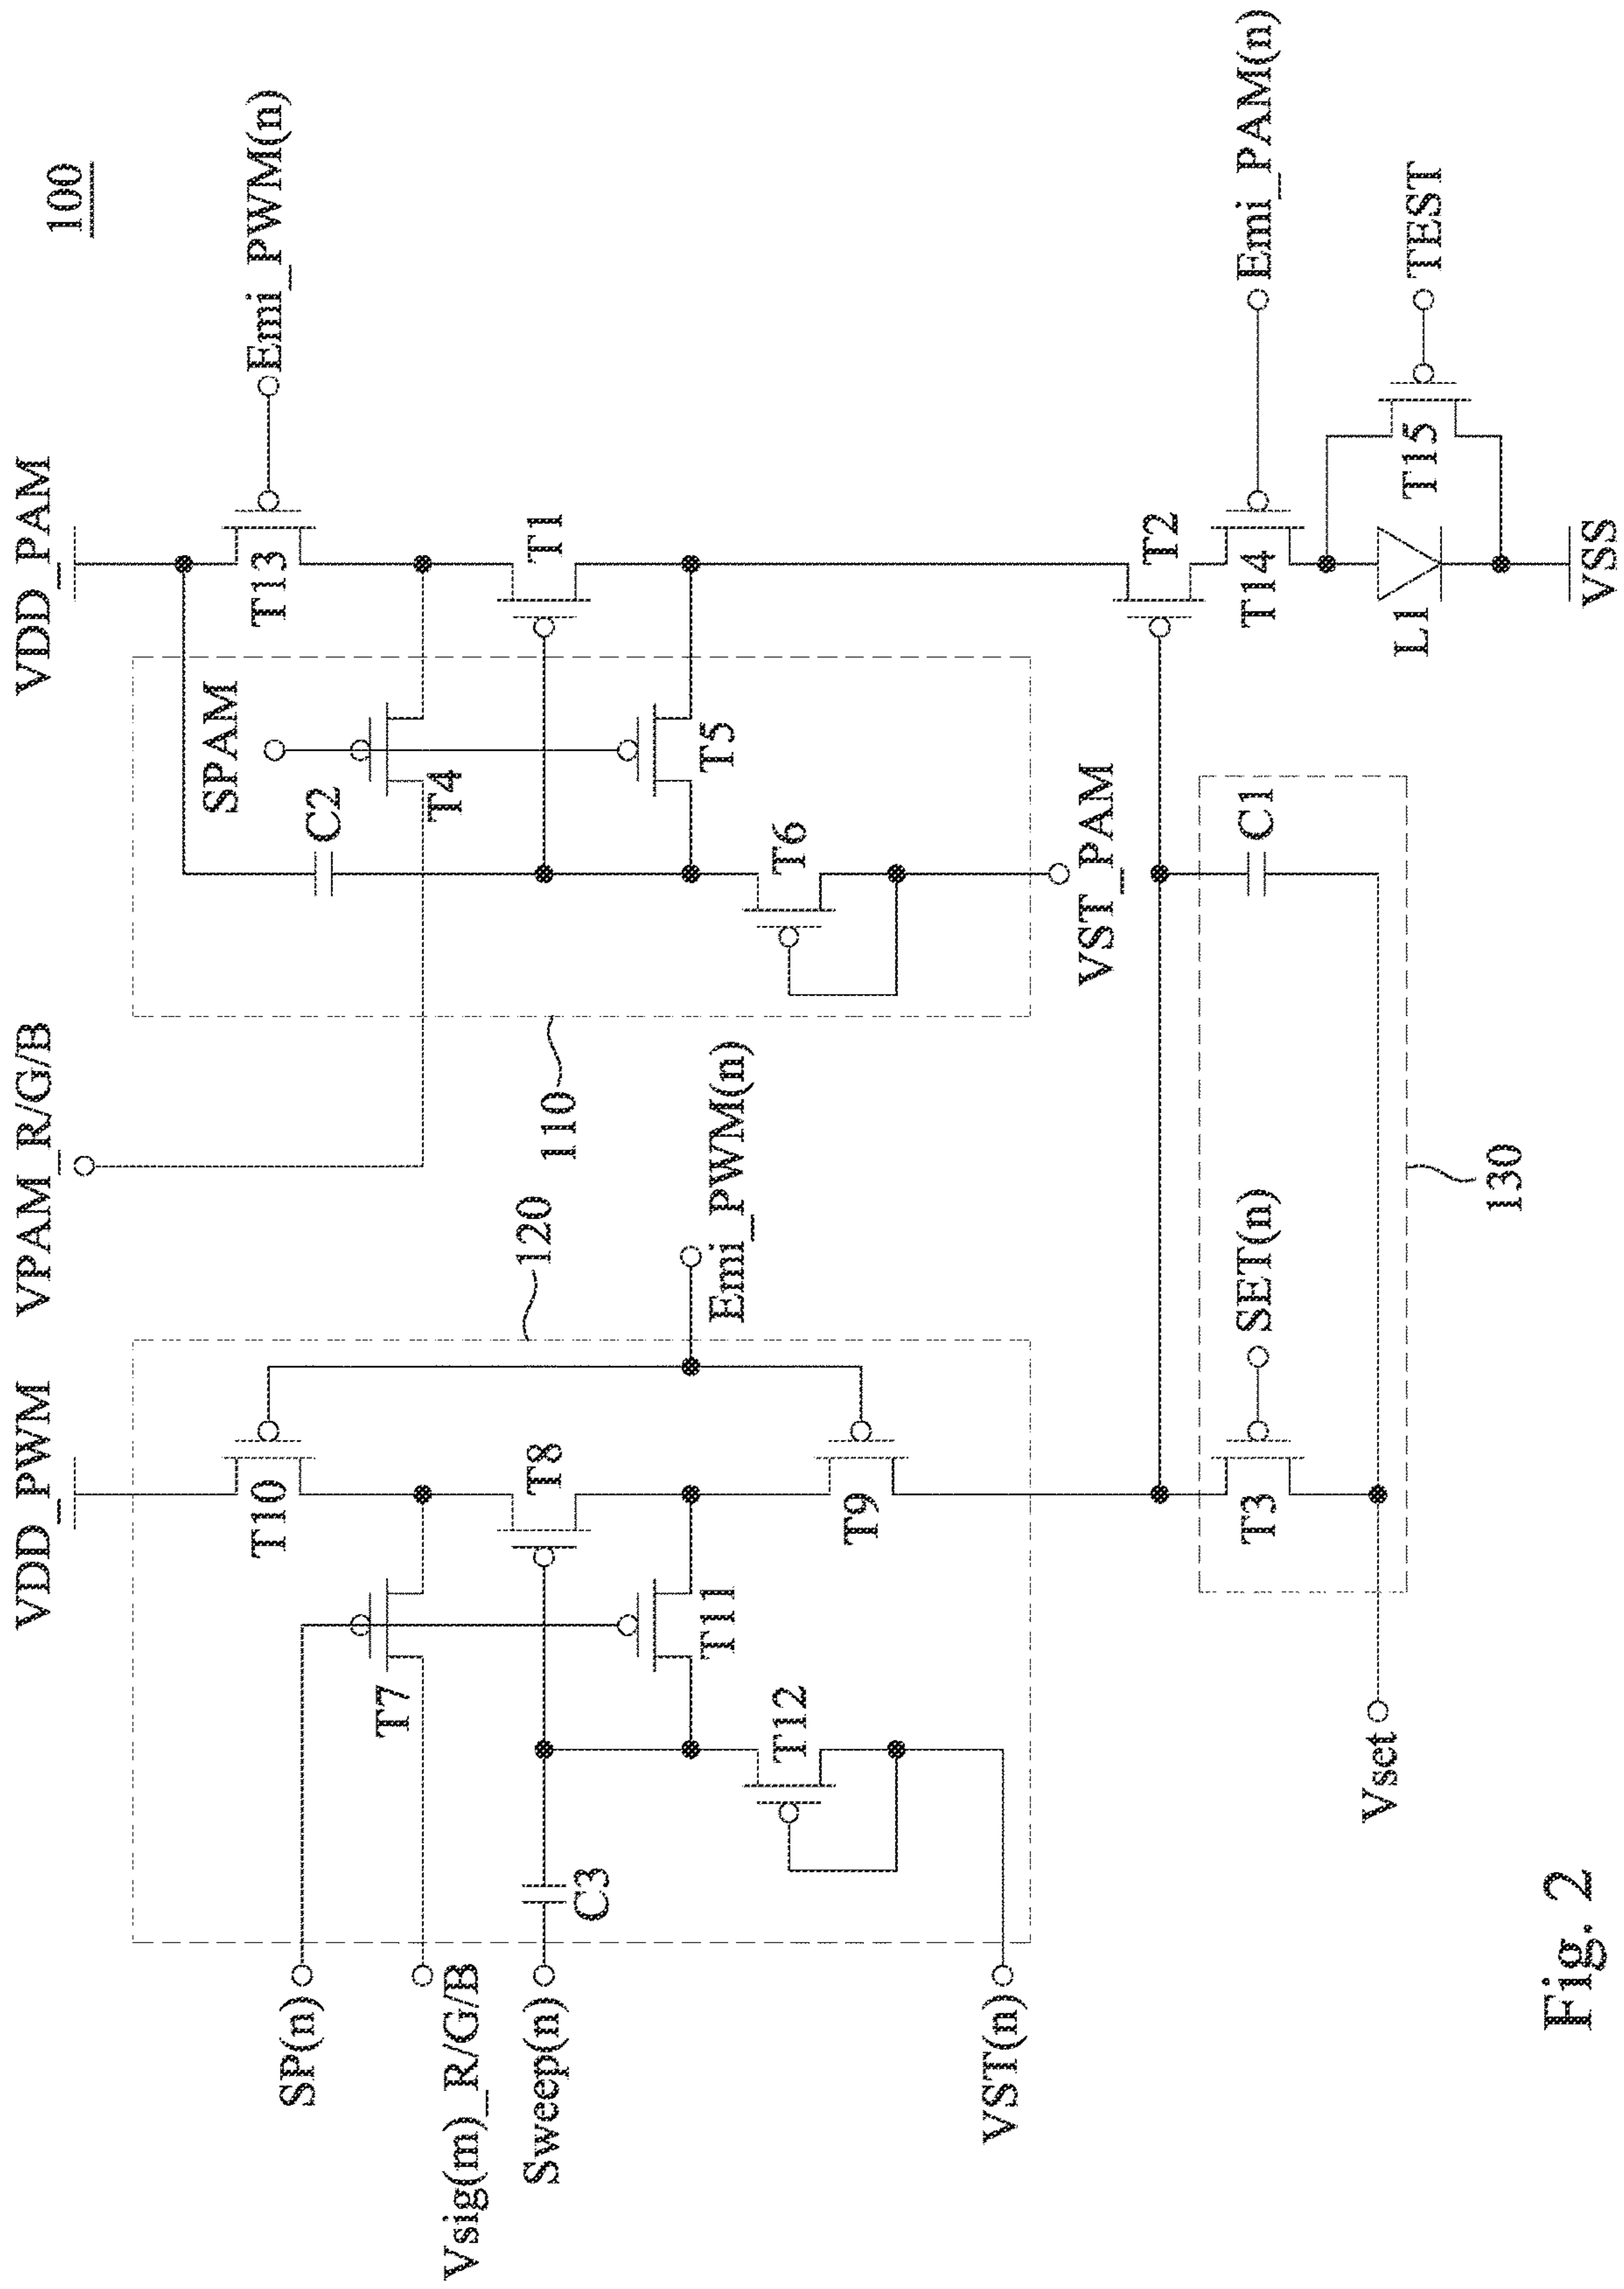 100
VDD_PWM
VPAM_R/G/B
VDD_PAM
SP(n)
T7
T10
120
SPAM
C2
T4
T13
Emi_PWM(n)
Vsig(m)_R/G/B
Sweep(n)
C3
T8
110
T1
T11
Emi_PWM(n)
T5
T12
T9
T6
VST(n)
VST_PAM
T2
T3
SET(n)
C1
T14
Emi_PAM(n)
Vset
130
L1
T15
TEST
VSS
Fig. 2